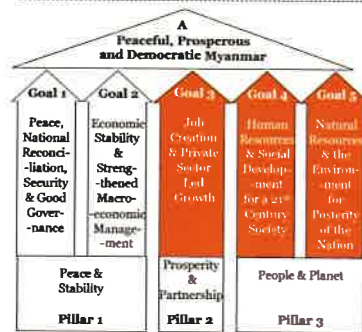 A
Peaceful, Prosperous
and Democratic Myanmar
Goal 1
Peace,
National
Reconci-
liation,
Security
& Good
Gover-
nance
Goal 2
Economic
Stability
&
Streng-
thened
Macro-
economic
Manage-
ment
Goal 3
Job
Creation
& Private
Sector
Led
Growth
Goal 4
Human
Resources
& Social
Develop-
ment
for a 21st
Century
Society
Goal 5
Natural
Resources
& the
Environ-
ment
for
Posterity of
the Nation
Peace &
Stability
Pillar 1
Prosperity
&
Partnership
Pillar 2
People & Planet
Pillar 3